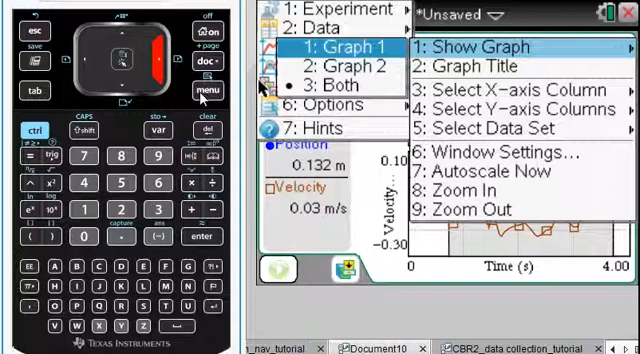 esc
save
tab
off
on
+ page
doc
menu
ctrl
CAPS
shift
var
clear
del
= trig 7 8 9
^ x² 4 5 6 × ÷
eˣ 10ˣ 1 2 3 + −
capture
ans
( ) 0 . (−) enter
EE A B C D E F G ?!
π H I J K L M N
, O P Q R S T U
V W X Y Z
TEXAS INSTRUMENTS
1: Experiment
2: Data
1: Graph 1
2: Graph 2
3: Both
6: Options
7: Hints
*Unsaved
1: Show Graph
2: Graph Title
3: Select X-axis Column
4: Select Y-axis Columns
5: Select Data Set
6: Window Settings...
7: Autoscale Now
8: Zoom In
9: Zoom Out
Position
0.132 m
Velocity
0.03 m/s
0.10
Velocity...
-0.30
0
Time (s)
4.00
_nav_tutorial
Document10
CBR2_data collection_tutorial